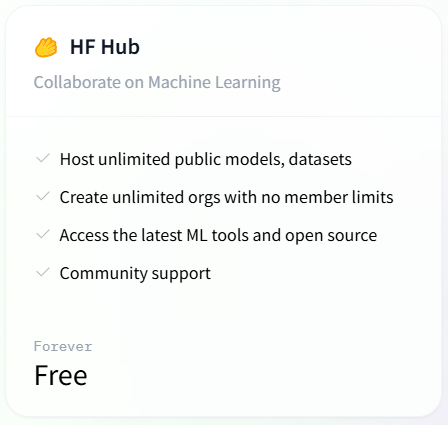 HF Hub
Collaborate on Machine Learning
Host unlimited public models, datasets
Create unlimited orgs with no member limits
Access the latest ML tools and open source
Community support
Forever
Free